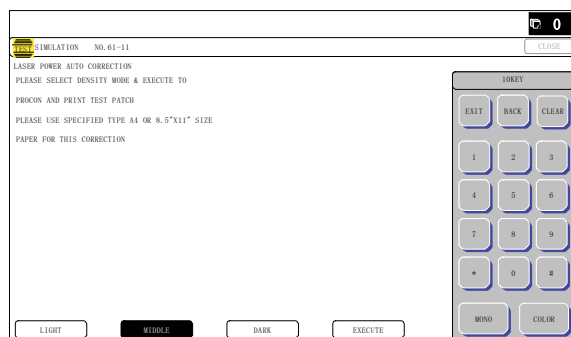 0
TEST SIMULATION NO.61-11
CLOSE
LASER POWER AUTO CORRECTION
PLEASE SELECT DENSITY MODE & EXECUTE TO
PROCON AND PRINT TEST PATCH
PLEASE USE SPECIFIED TYPE A4 OR 8.5"X11" SIZE
PAPER FOR THIS CORRECTION
10KEY
EXIT BACK CLEAR
1 2 3
4 5 6
7 8 9
* 0 #
MONO COLOR
LIGHT MIDDLE DARK EXECUTE